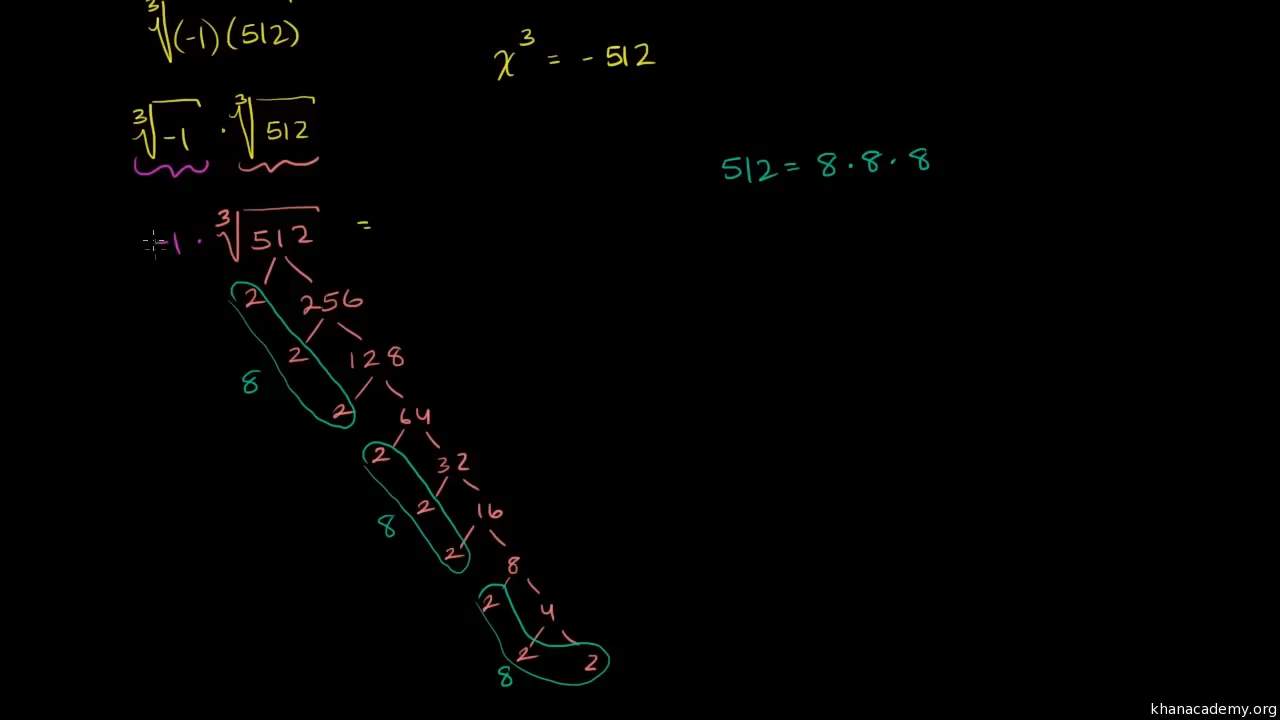 ∛(-1)(512)
x³ = - 512
∛-1 · ∛512
512 = 8 · 8 · 8
-1 · ∛512 =
2 256
2 128
8
2 64
2 32
2 16
8
2 8
2 4
2 2
8
khanacademy.org